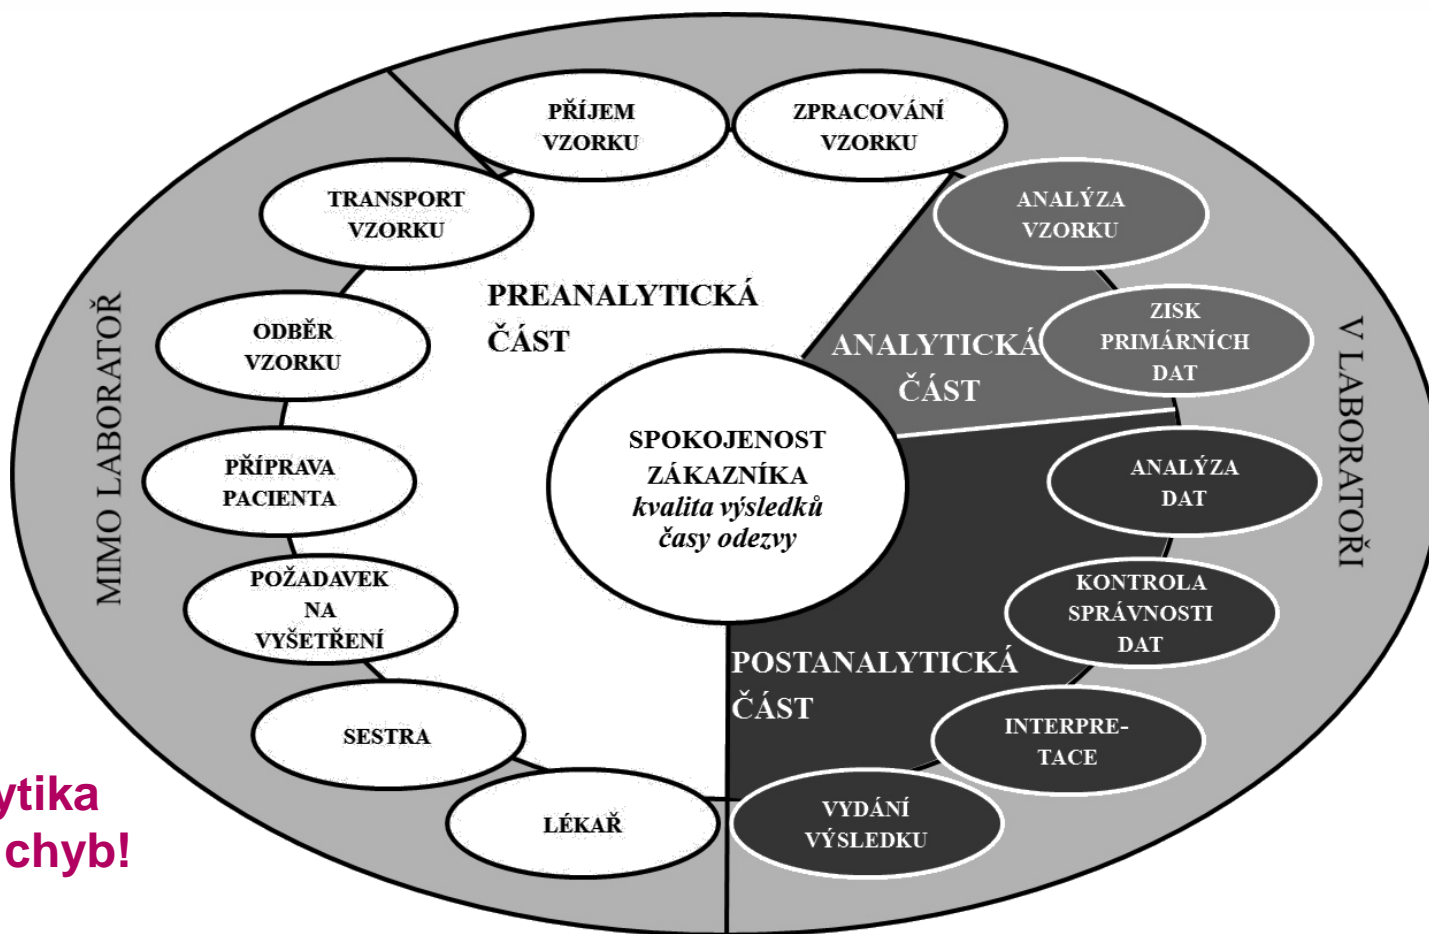 PŘÍJEM
VZORKU
ZPRACOVÁNÍ
VZORKU
TRANSPORT
VZORKU
ANALÝZA
VZORKU
PREANALYTICKÁ
ČÁST
ODBĚR
VZORKU
ANALYTICKÁ
ČÁST
ZISK
PRIMÁRNÍCH
DAT
MIMO LABORATOŘ
V LABORATOŘI
SPOKOJENOST
ZÁKAZNÍKA
kvalita výsledků
časy odezvy
PŘÍPRAVA
PACIENTA
ANALÝZA
DAT
POŽADAVEK
NA
VYŠETŘENÍ
KONTROLA
SPRÁVNOSTI
DAT
POSTANALYTICKÁ
ČÁST
SESTRA
INTERPRE-
TACE
LÉKAŘ
VYDÁNÍ
VÝSLEDKU
ytika
chyb!